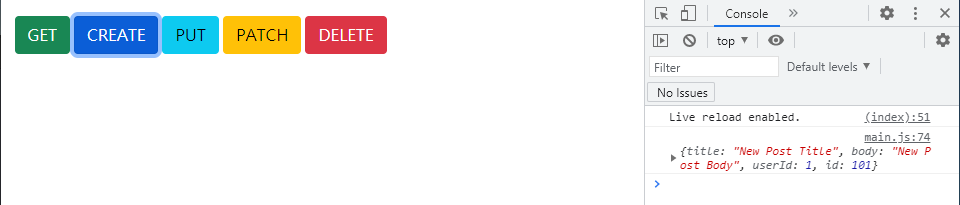 GET CREATE PUT PATCH DELETE
Console
top
Filter Default levels
No Issues
Live reload enabled. (index):51
main.js:74
{title: "New Post Title", body: "New P
ost Body", userId: 1, id: 101}